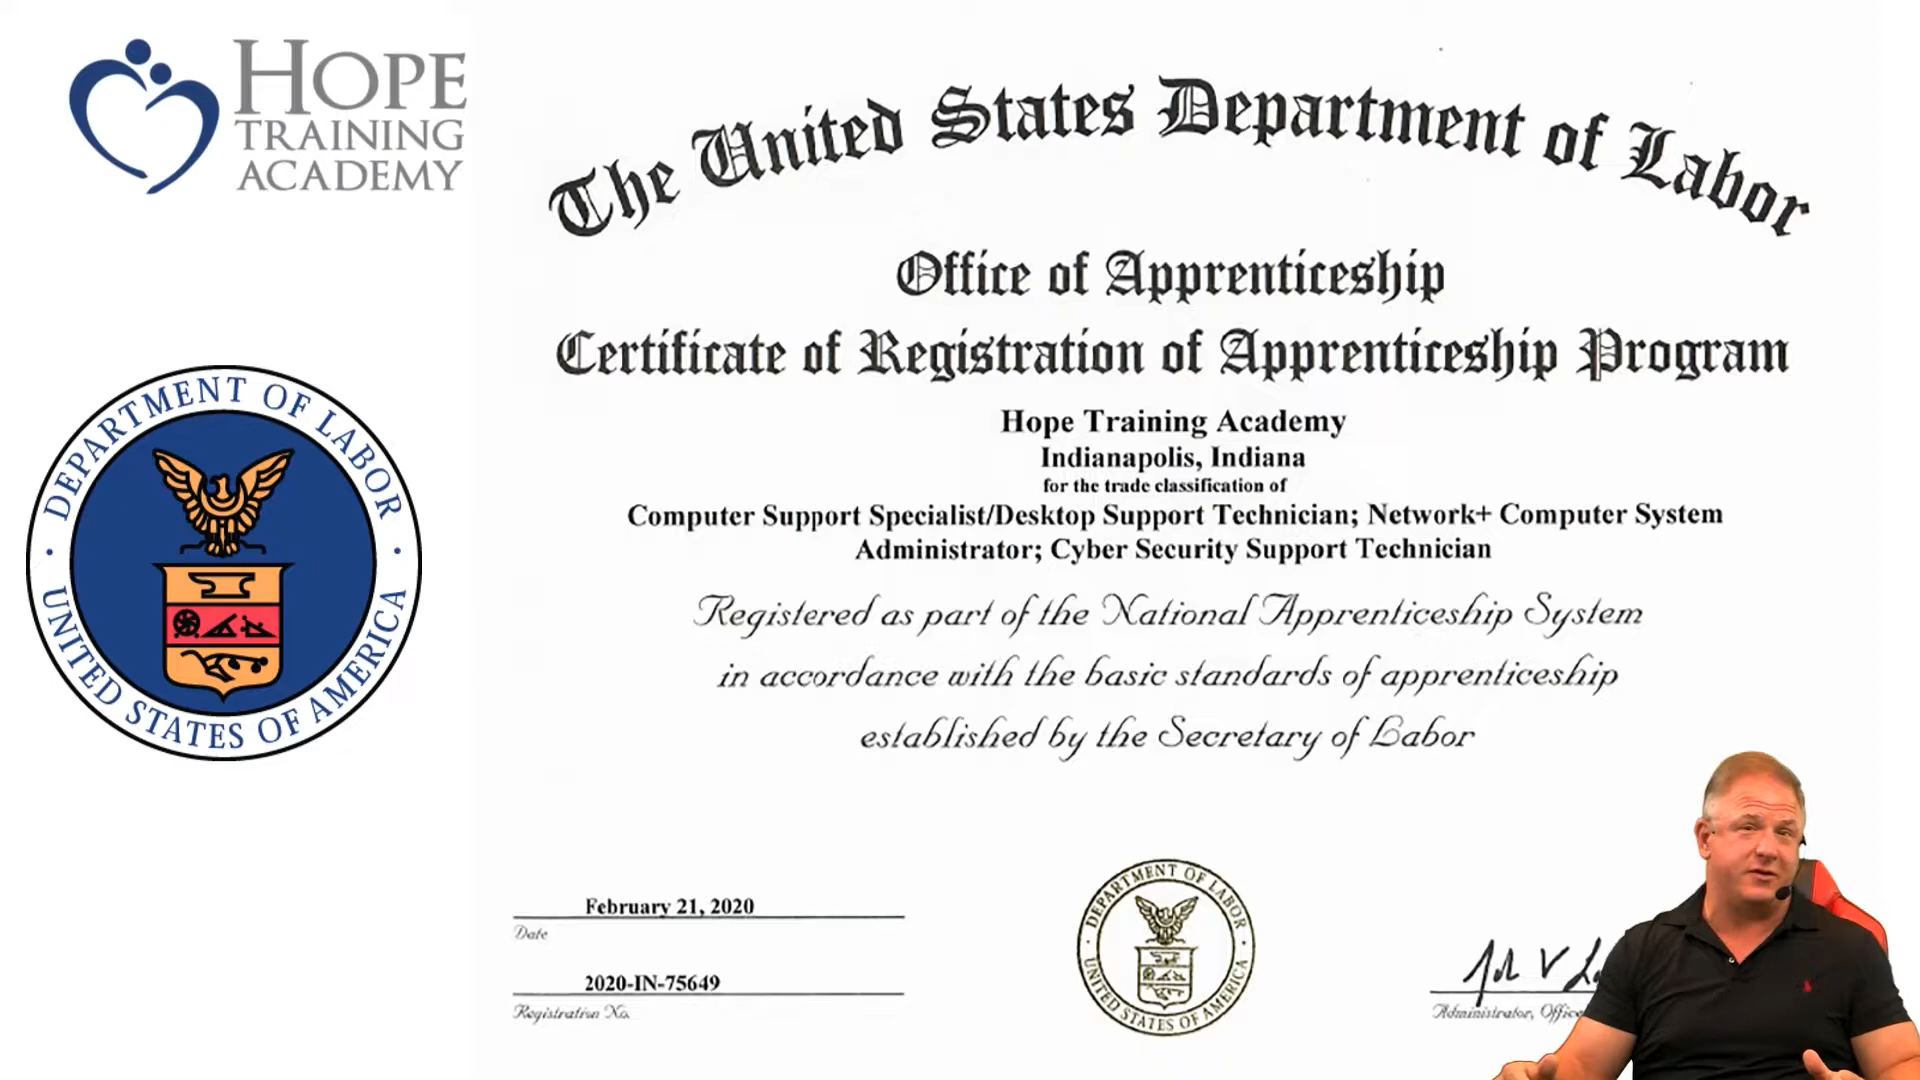 HOPE
TRAINING
ACADEMY
The United States Department of Labor
Office of Apprenticeship
Certificate of Registration of Apprenticeship Program
Hope Training Academy
Indianapolis, Indiana
for the trade classification of
Computer Support Specialist/Desktop Support Technician; Network+ Computer System
Administrator; Cyber Security Support Technician
Registered as part of the National Apprenticeship System
in accordance with the basic standards of apprenticeship
established by the Secretary of Labor
DEPARTMENT OF LABOR
UNITED STATES OF AMERICA
February 21, 2020
Date
2020-IN-75649
Registration No.
DEPARTMENT OF LABOR
UNITED STATES OF AMERICA
Administrator, Office